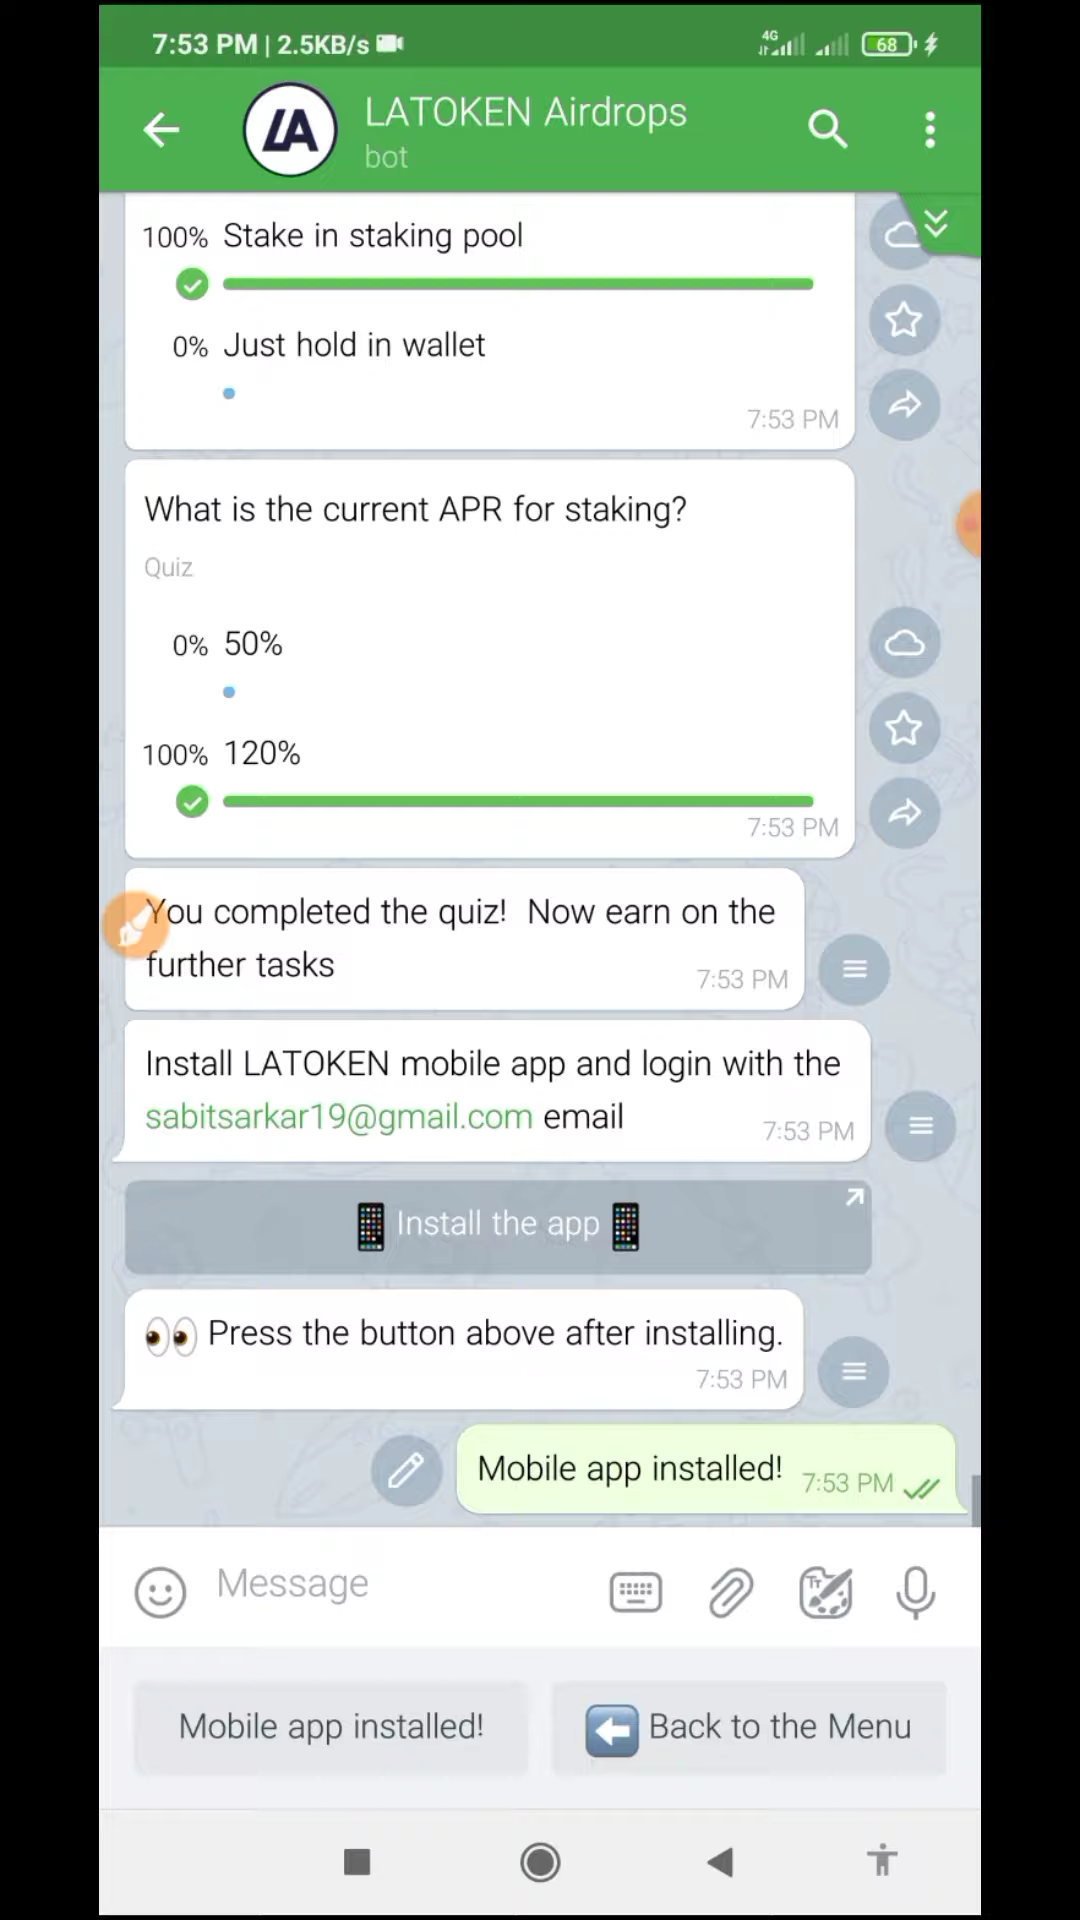 7:53 PM | 2.5KB/s
4G
68
LA
LATOKEN Airdrops
bot
100% Stake in staking pool
0% Just hold in wallet
7:53 PM
What is the current APR for staking?
Quiz
0% 50%
100% 120%
7:53 PM
You completed the quiz! Now earn on the
further tasks
7:53 PM
Install LATOKEN mobile app and login with the
sabitsarkar19@gmail.com email
7:53 PM
Install the app
Press the button above after installing.
7:53 PM
Mobile app installed!
7:53 PM
Message
Mobile app installed!
Back to the Menu